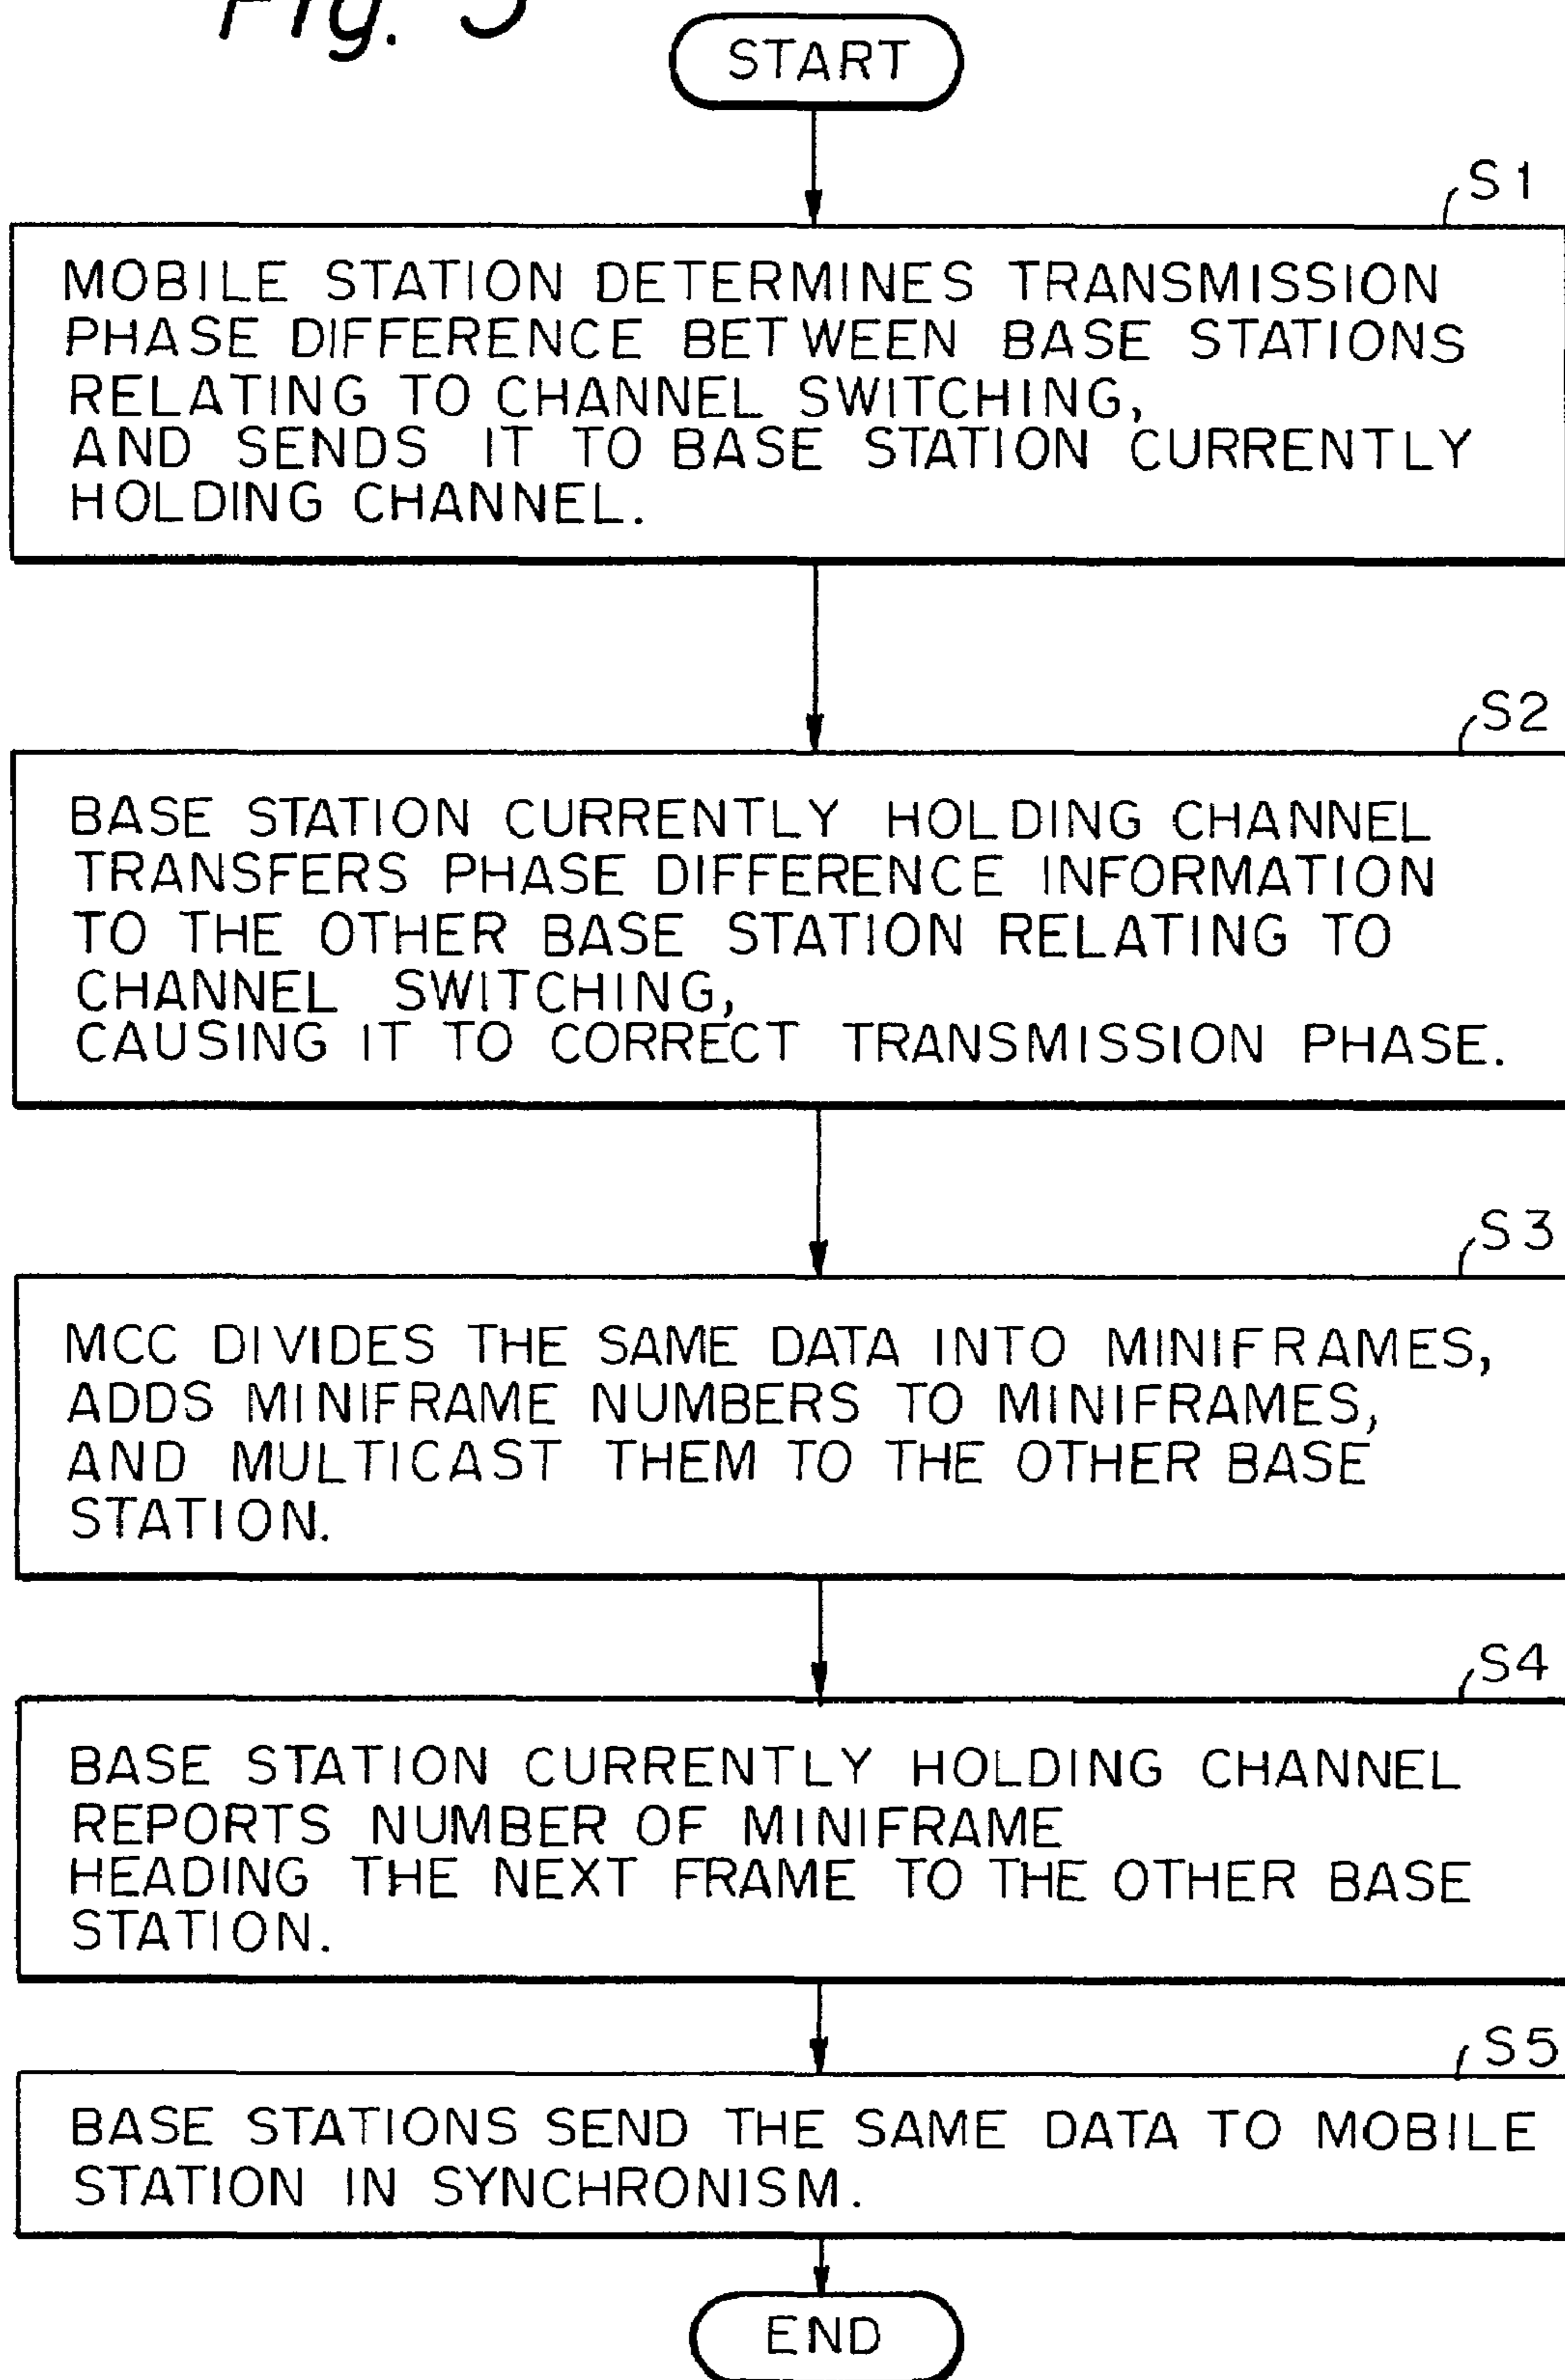 Fig.
START
S1
MOBILE STATION DETERMINES TRANSMISSION
PHASE DIFFERENCE BETWEEN BASE STATIONS
RELATING TO CHANNEL SWITCHING,
AND SENDS IT TO BASE STATION CURRENTLY
HOLDING CHANNEL.
S2
BASE STATION CURRENTLY HOLDING CHANNEL
TRANSFERS PHASE DIFFERENCE INFORMATION
TO THE OTHER BASE STATION RELATING TO
CHANNEL SWITCHING,
CAUSING IT TO CORRECT TRANSMISSION PHASE.
S3
MCC DIVIDES THE SAME DATA INTO MINIFRAMES,
ADDS MINIFRAME NUMBERS TO MINIFRAMES,
AND MULTICAST THEM TO THE OTHER BASE
STATION.
S4
BASE STATION CURRENTLY HOLDING CHANNEL
REPORTS NUMBER OF MINIFRAME
HEADING THE NEXT FRAME TO THE OTHER BASE
STATION.
S5
BASE STATIONS SEND THE SAME DATA TO MOBILE
STATION IN SYNCHRONISM.
END